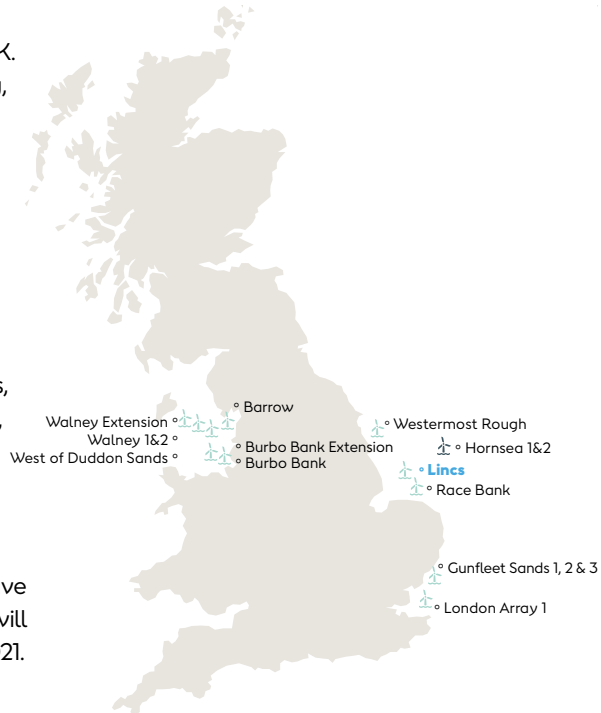 K.
,
s,
,
ve
will
21.
Barrow
Walney Extension
Walney 1&2
West of Duddon Sands
Burbo Bank Extension
Burbo Bank
Westermost Rough
Hornsea 1&2
Lincs
Race Bank
Gunfleet Sands 1, 2 & 3
London Array 1